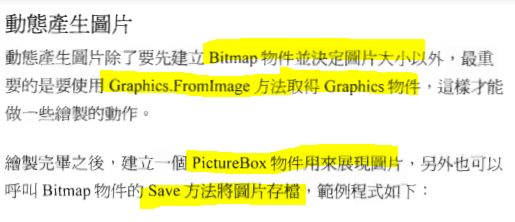 動態產生圖片
動態產生圖片除了要先建立 Bitmap 物件並決定圖片大小以外，最重
要的是要使用 Graphics.FromImage 方法取得 Graphics 物件，這樣才能
做一些繪製的動作。
繪製完畢之後，建立一個 PictureBox 物件用來展現圖片，另外也可以
呼叫 Bitmap 物件的 Save 方法將圖片存檔，範例程式如下：